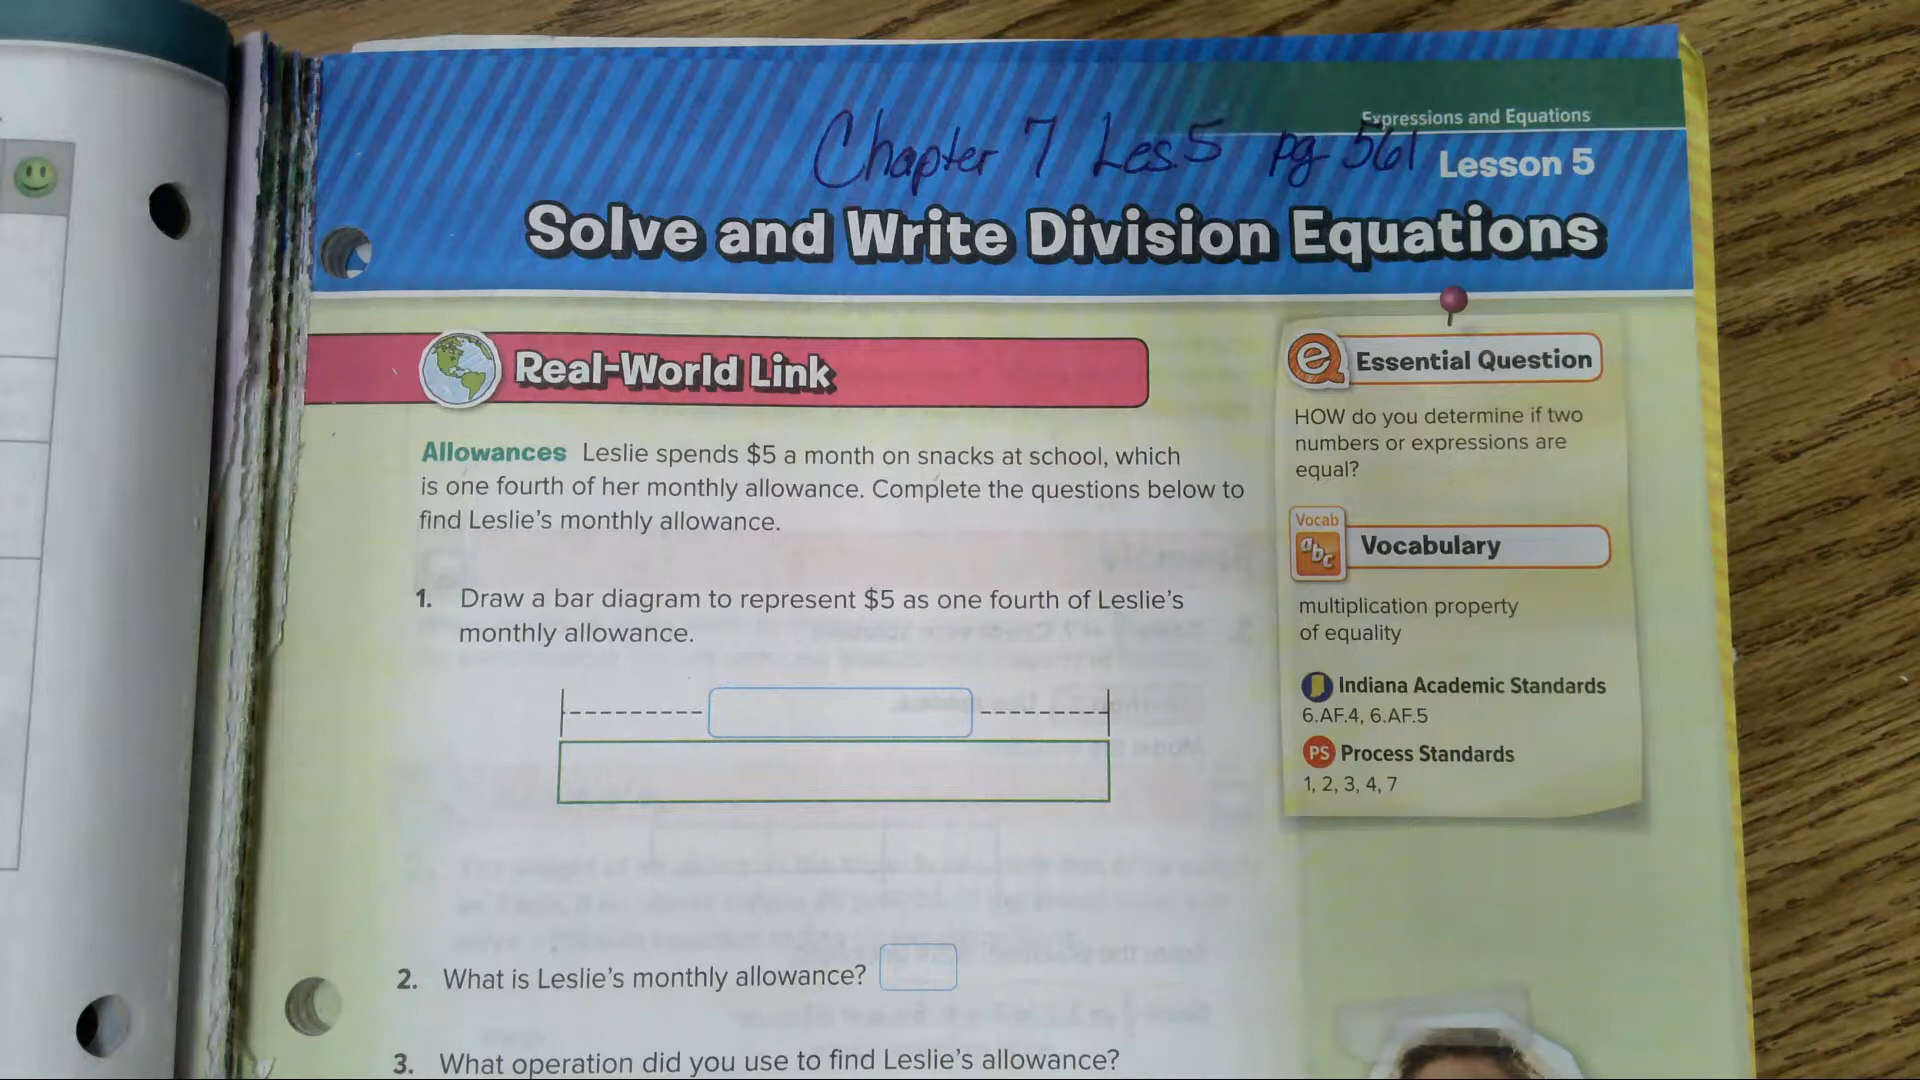 Expressions and Equations
Chapter 7 Les.5 pg 561
Lesson 5
Solve and Write Division Equations
Real-World Link
Allowances Leslie spends $5 a month on snacks at school, which
is one fourth of her monthly allowance. Complete the questions below to
find Leslie's monthly allowance.
1. Draw a bar diagram to represent $5 as one fourth of Leslie's
monthly allowance.
2. What is Leslie's monthly allowance?
3. What operation did you use to find Leslie's allowance?
e Essential Question
HOW do you determine if two
numbers or expressions are
equal?
Vocab
abc
Vocabulary
multiplication property
of equality
Indiana Academic Standards
6.AF.4, 6.AF.5
PS Process Standards
1, 2, 3, 4, 7